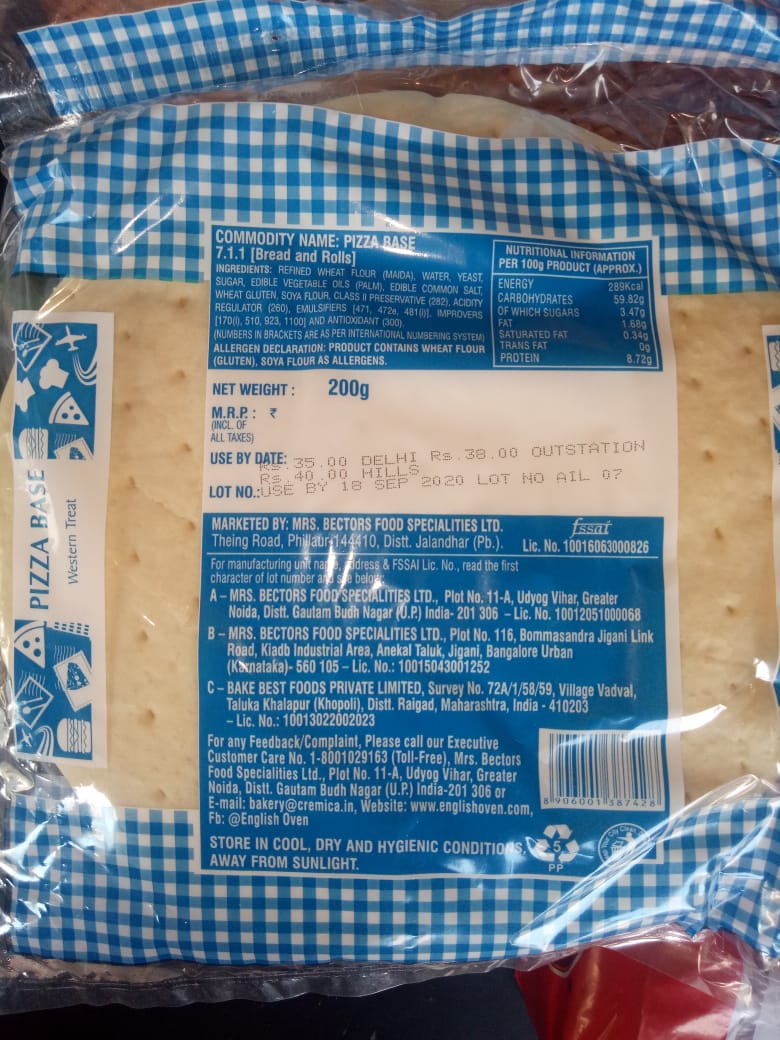 COMMODITY NAME: PIZZA BASE
7.1.1 [Bread and Rolls]
INGREDIENTS: REFINED WHEAT FLOUR (MAIDA), WATER, YEAST,
SUGAR, EDIBLE VEGETABLE OILS (PALM), EDIBLE COMMON SALT,
WHEAT GLUTEN, SOYA FLOUR, CLASS II PRESERVATIVE (282), ACIDITY
REGULATOR (260), EMULSIFIERS [471, 472e, 481(i)], IMPROVERS
[170(i), 510, 923, 1100] AND ANTIOXIDANT (300).
(NUMBERS IN BRACKETS ARE AS PER INTERNATIONAL NUMBERING SYSTEM)
ALLERGEN DECLARATION: PRODUCT CONTAINS WHEAT FLOUR
(GLUTEN), SOYA FLOUR AS ALLERGENS.
NUTRITIONAL INFORMATION
PER 100g PRODUCT (APPROX.)
ENERGY 289Kcal
CARBOHYDRATES 59.82g
OF WHICH SUGARS 3.47g
FAT 1.68g
SATURATED FAT 0.34g
TRANS FAT 0g
PROTEIN 8.72g
NET WEIGHT : 200g
M.R.P. : ₹
(INCL. OF
ALL TAXES)
USE BY DATE:
Rs. 35.00 DELHI Rs.38.00 OUTSTATION
Rs.40.00 HILLS
LOT NO.: USE BY 18 SEP 2020 LOT NO AIL 07
MARKETED BY: MRS. BECTORS FOOD SPECIALITIES LTD.
Theing Road, Phillaur-144410, Distt. Jalandhar (Pb.).
fssai
Lic. No. 10016063000826
For manufacturing unit name, address & FSSAI Lic. No., read the first
character of lot number and see below:
A – MRS. BECTORS FOOD SPECIALITIES LTD., Plot No. 11-A, Udyog Vihar, Greater
Noida, Distt. Gautam Budh Nagar (U.P.) India- 201 306 – Lic. No. 10012051000068
B – MRS. BECTORS FOOD SPECIALITIES LTD., Plot No. 116, Bommasandra Jigani Link
Road, Kiadb Industrial Area, Anekal Taluk, Jigani, Bangalore Urban
(Karnataka)- 560 105 – Lic. No.: 10015043001252
C – BAKE BEST FOODS PRIVATE LIMITED, Survey No. 72A/1/58/59, Village Vadval,
Taluka Khalapur (Khopoli), Distt. Raigad, Maharashtra, India - 410203
– Lic. No.: 10013022002023
For any Feedback/Complaint, Please call our Executive
Customer Care No. 1-8001029163 (Toll-Free), Mrs. Bectors
Food Specialities Ltd., Plot No. 11-A, Udyog Vihar, Greater
Noida, Distt. Gautam Budh Nagar (U.P.) India-201 306 or
E-mail: bakery@cremica.in, Website: www.englishoven.com,
Fb: @English Oven
8 906001 387428
STORE IN COOL, DRY AND HYGIENIC CONDITIONS,
AWAY FROM SUNLIGHT.
5
PP
PIZZA BASE
Western Treat